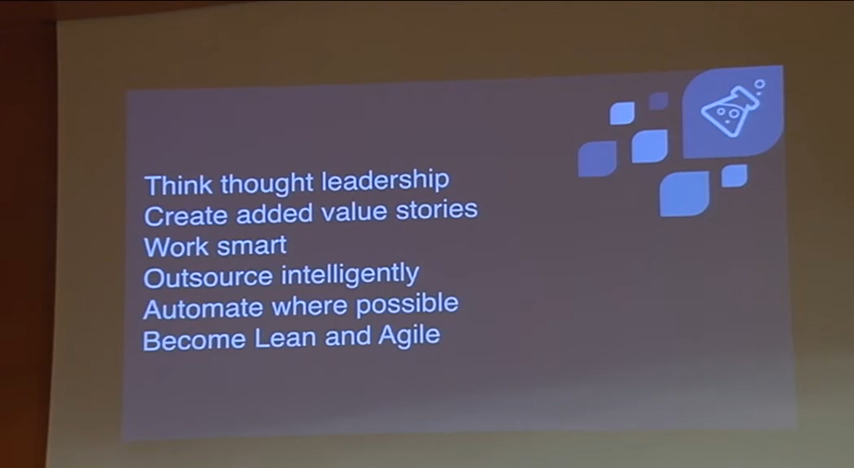 Think thought leadership
Create added value stories
Work smart
Outsource intelligently
Automate where possible
Become Lean and Agile